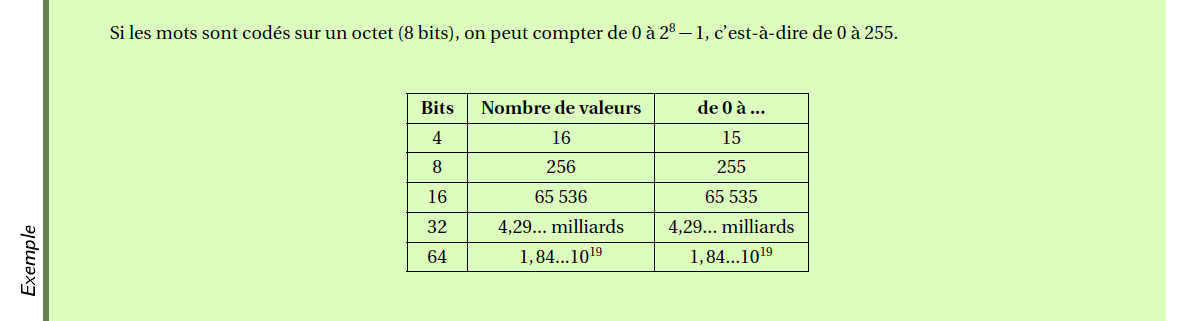 Si les mots sont codés sur un octet (8 bits), on peut compter de 0 à 2⁸ − 1, c'est-à-dire de 0 à 255.
Bits Nombre de valeurs de 0 à ...
4 16 15
8 256 255
16 65 536 65 535
32 4,29... milliards 4,29... milliards
64 1,84...10¹⁹ 1,84...10¹⁹
Exemple